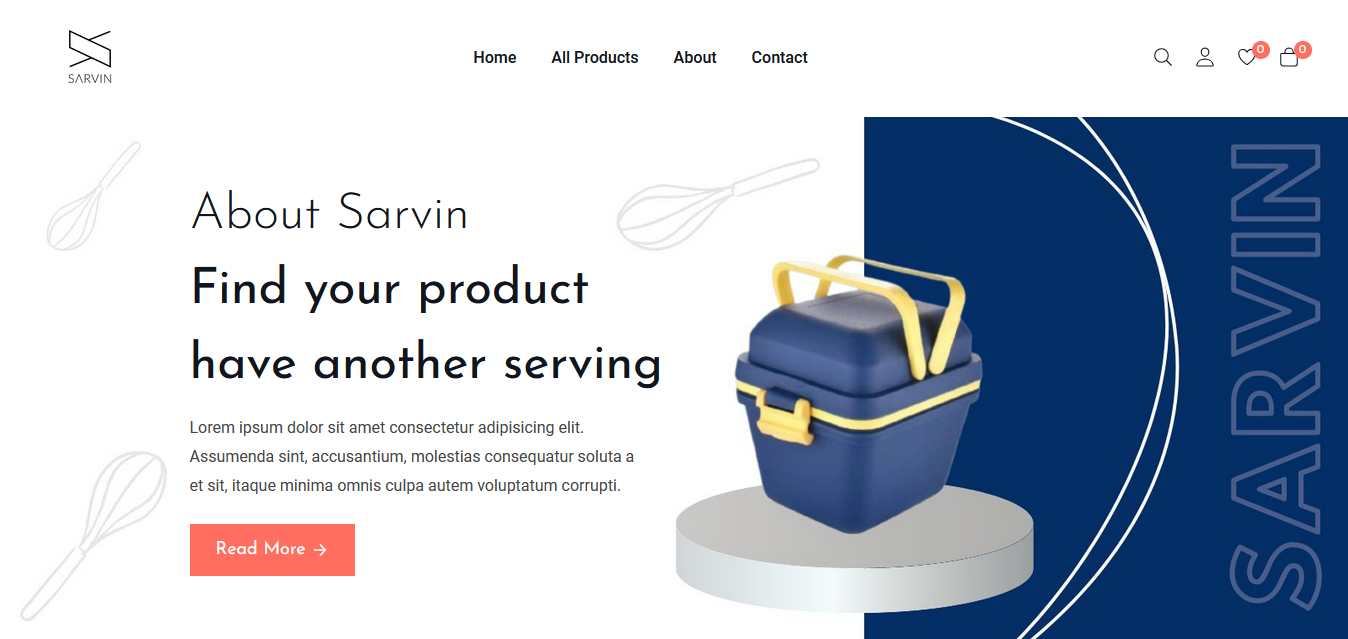 SARVIN
Home
All Products
About
Contact
0
0
About Sarvin
Find your product
have another serving
Lorem ipsum dolor sit amet consectetur adipisicing elit.
Assumenda sint, accusantium, molestias consequatur soluta a
et sit, itaque minima omnis culpa autem voluptatum corrupti.
Read More →
SARVIN